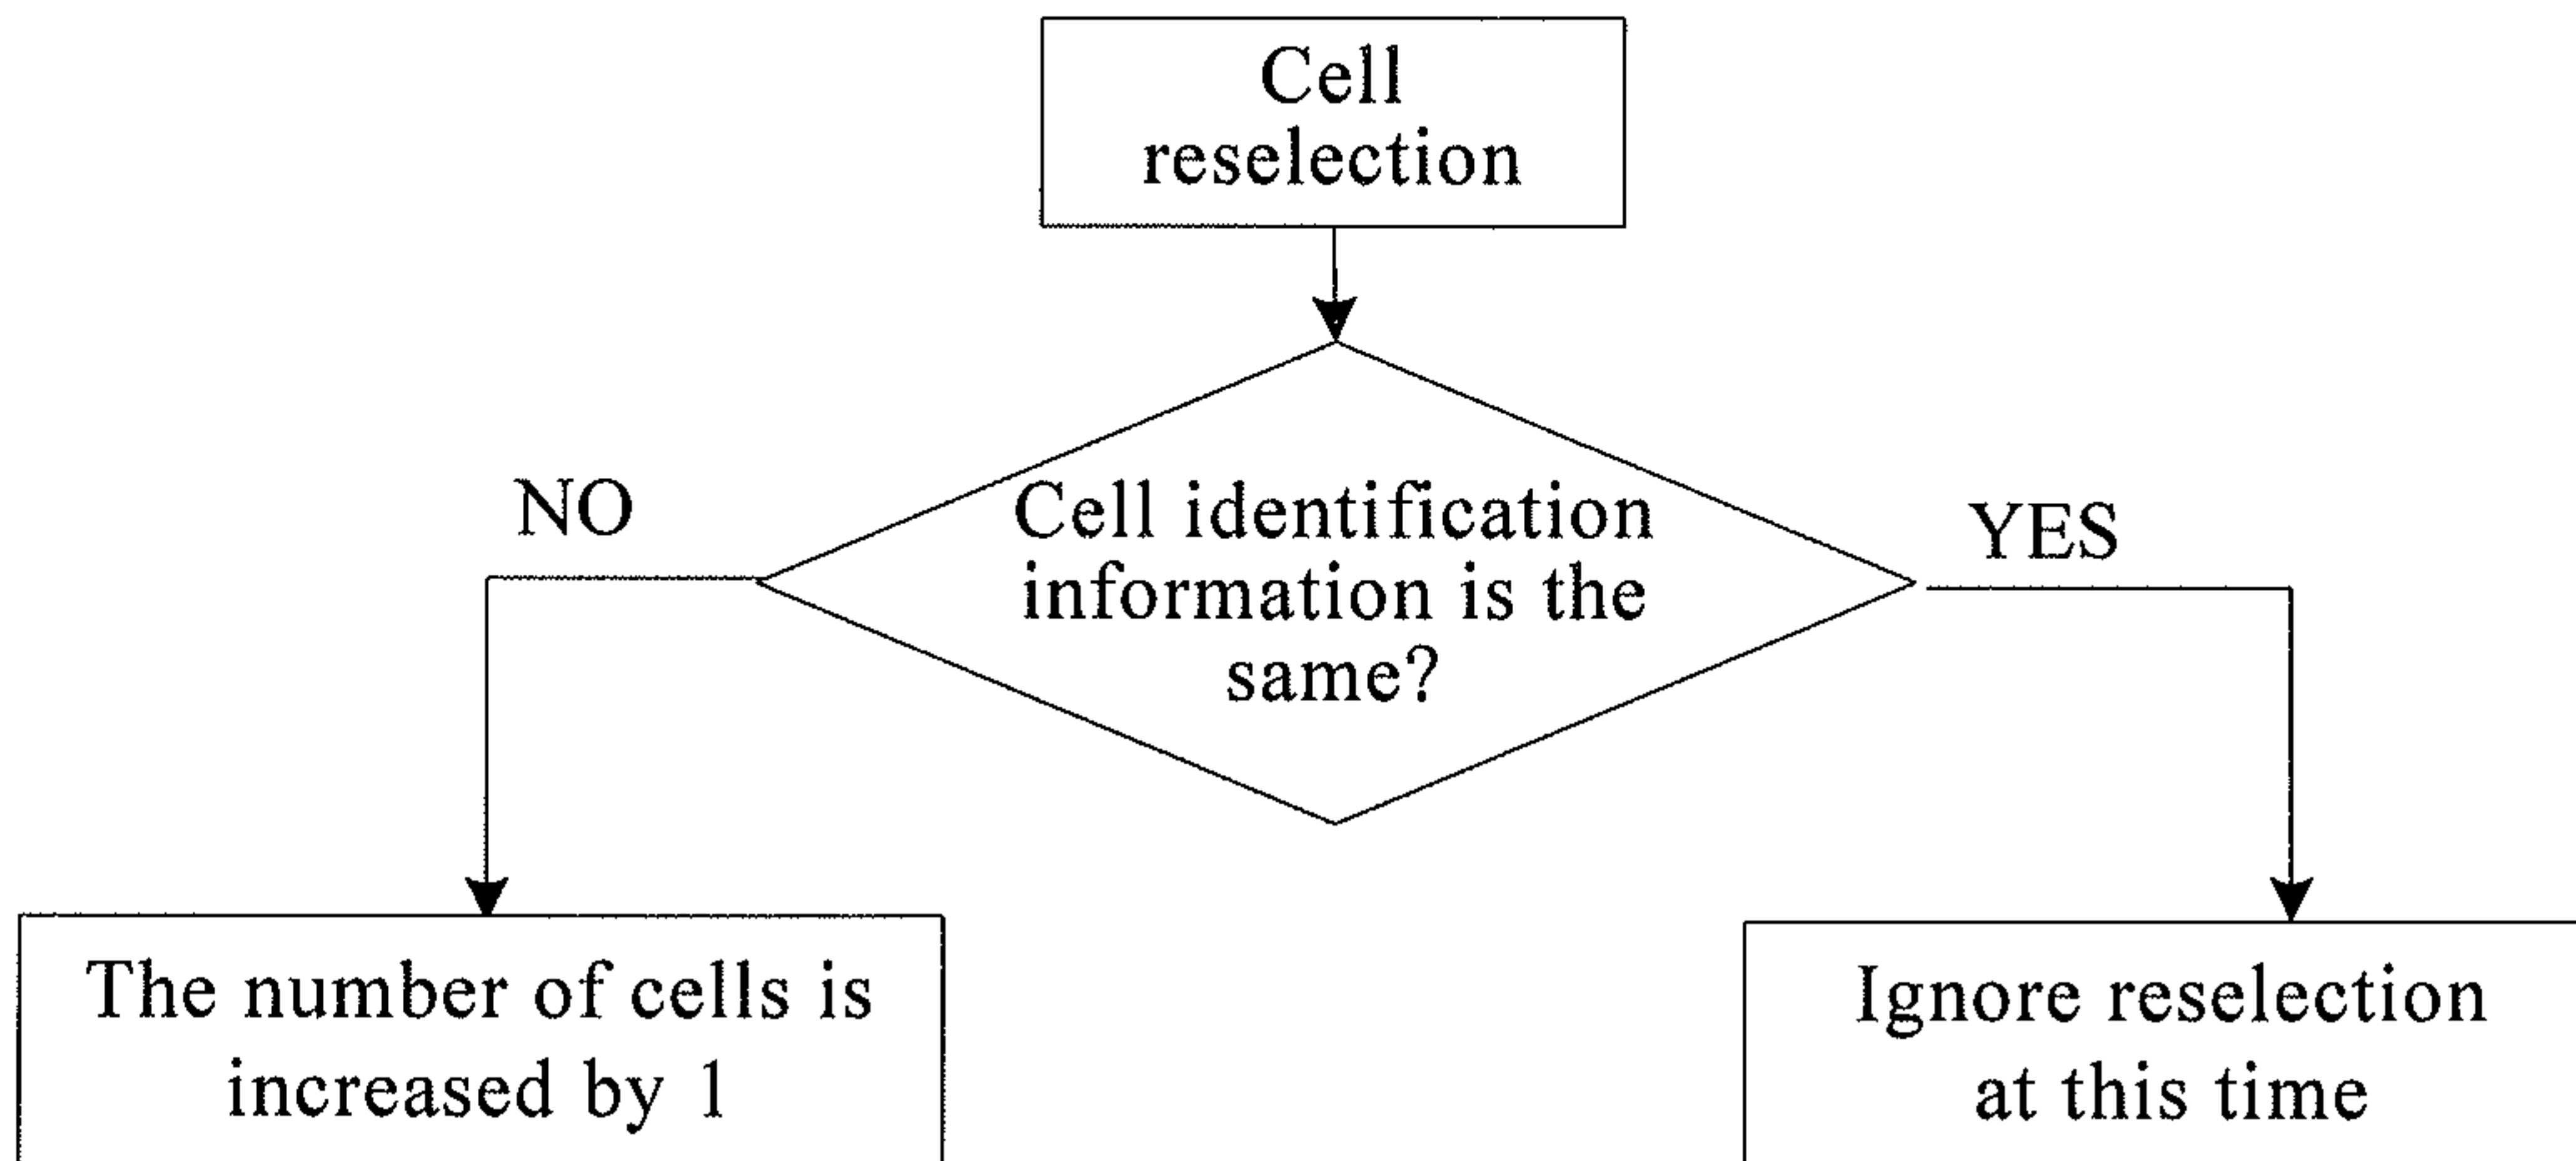 Cell
reselection
NO
Cell identification
information is the
same?
YES
The number of cells is
increased by 1
Ignore reselection
at this time